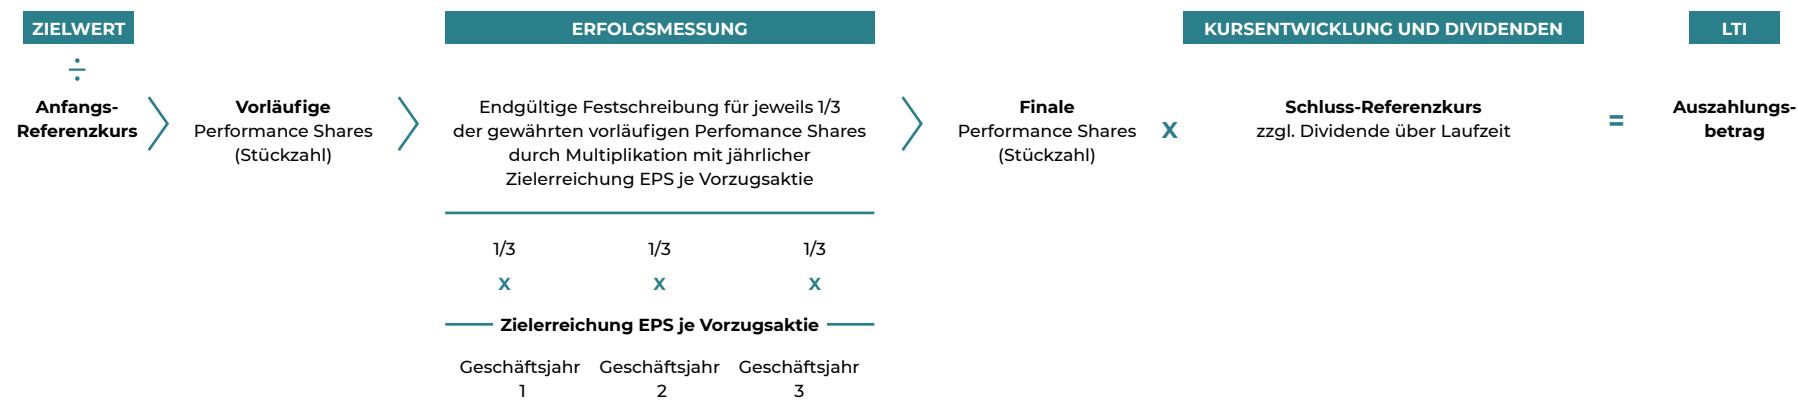 ZIELWERT
÷
Anfangs-
Referenzkurs
Vorläufige
Performance Shares
(Stückzahl)
ERFOLGSMESSUNG
Endgültige Festschreibung für jeweils 1/3
der gewährten vorläufigen Perfomance Shares
durch Multiplikation mit jährlicher
Zielerreichung EPS je Vorzugsaktie
1/3 1/3 1/3
x x x
Zielerreichung EPS je Vorzugsaktie
Geschäftsjahr Geschäftsjahr Geschäftsjahr
1 2 3
Finale
Performance Shares
(Stückzahl)
x
KURSENTWICKLUNG UND DIVIDENDEN
Schluss-Referenzkurs
zzgl. Dividende über Laufzeit
=
LTI
Auszahlungs-
betrag